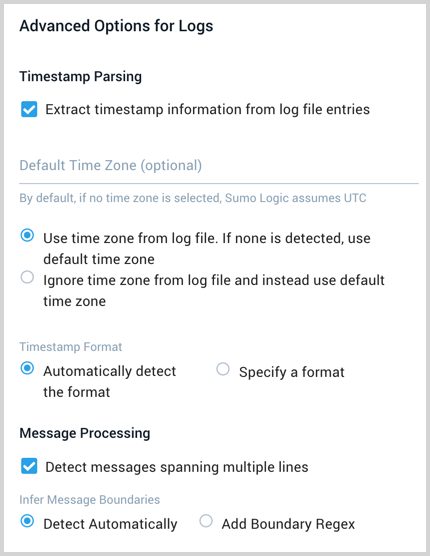 Advanced Options for Logs
Timestamp Parsing
Extract timestamp information from log file entries
Default Time Zone (optional)
By default, if no time zone is selected, Sumo Logic assumes UTC
Use time zone from log file. If none is detected, use
default time zone
Ignore time zone from log file and instead use default
time zone
Timestamp Format
Automatically detect Specify a format
the format
Message Processing
Detect messages spanning multiple lines
Infer Message Boundaries
Detect Automatically Add Boundary Regex